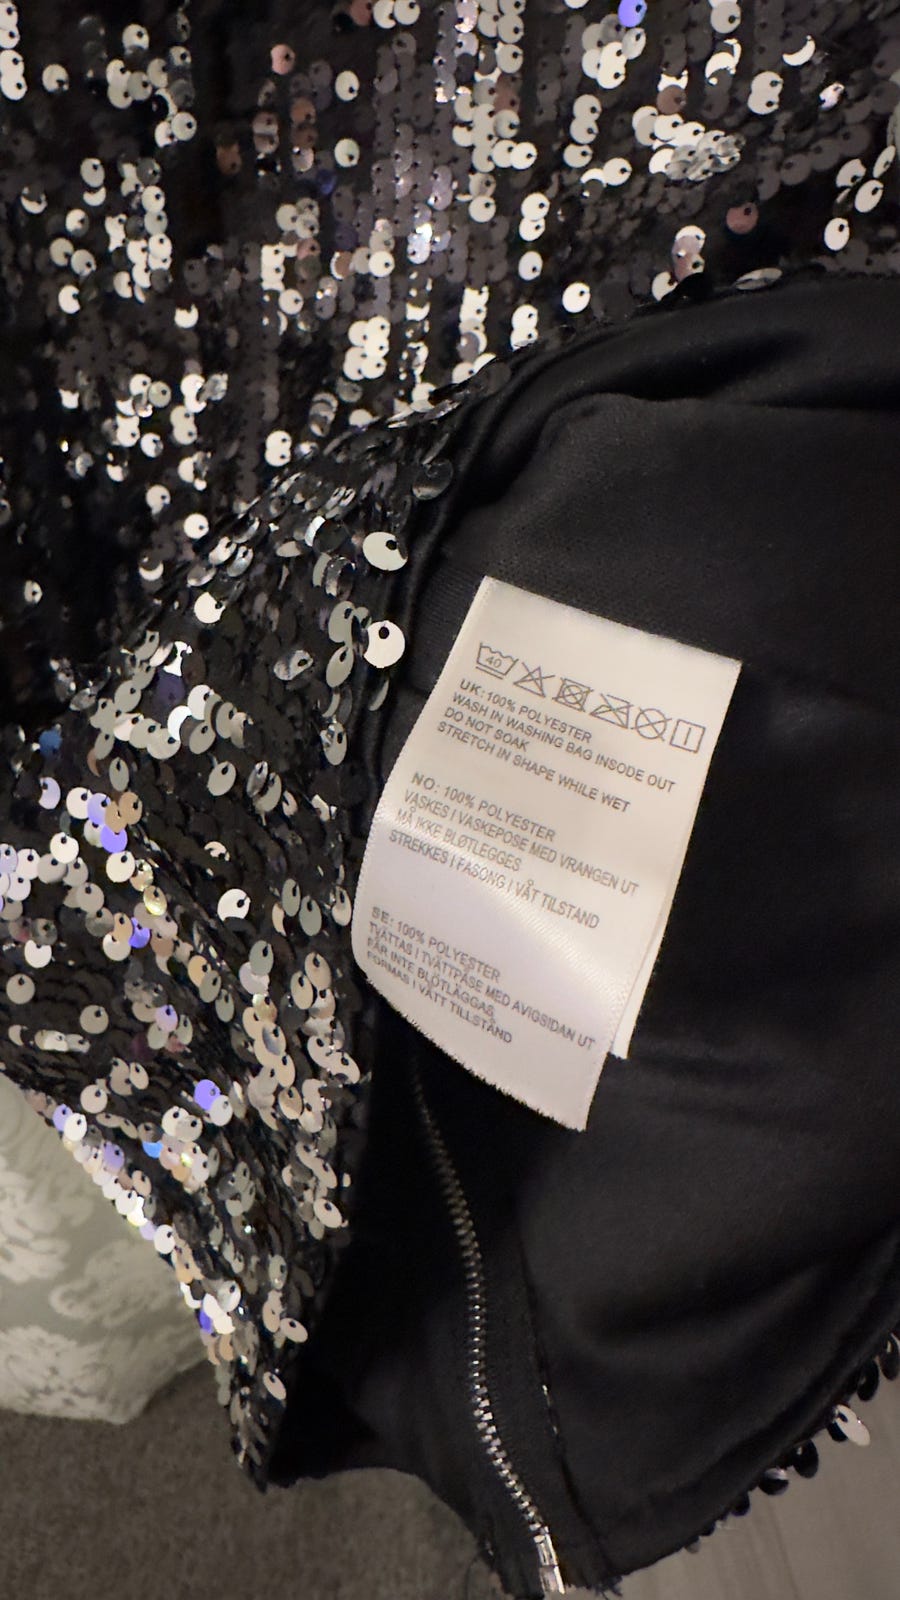 40
UK: 100% POLYESTER
WASH IN WASHING BAG INSODE OUT
DO NOT SOAK
STRETCH IN SHAPE WHILE WET
NO: 100% POLYESTER
VASKES I VASKEPOSE MED VRANGEN UT
MÅ IKKE BLØTLEGGES
STREKKES I FASONG I VÅT TILSTAND
SE: 100% POLYESTER
TVÄTTAS I TVÄTTPÅSE MED AVIGSIDAN UT
FÅR INTE BLÖTLÄGGAS
FORMAS I VÅTT TILLSTÅND